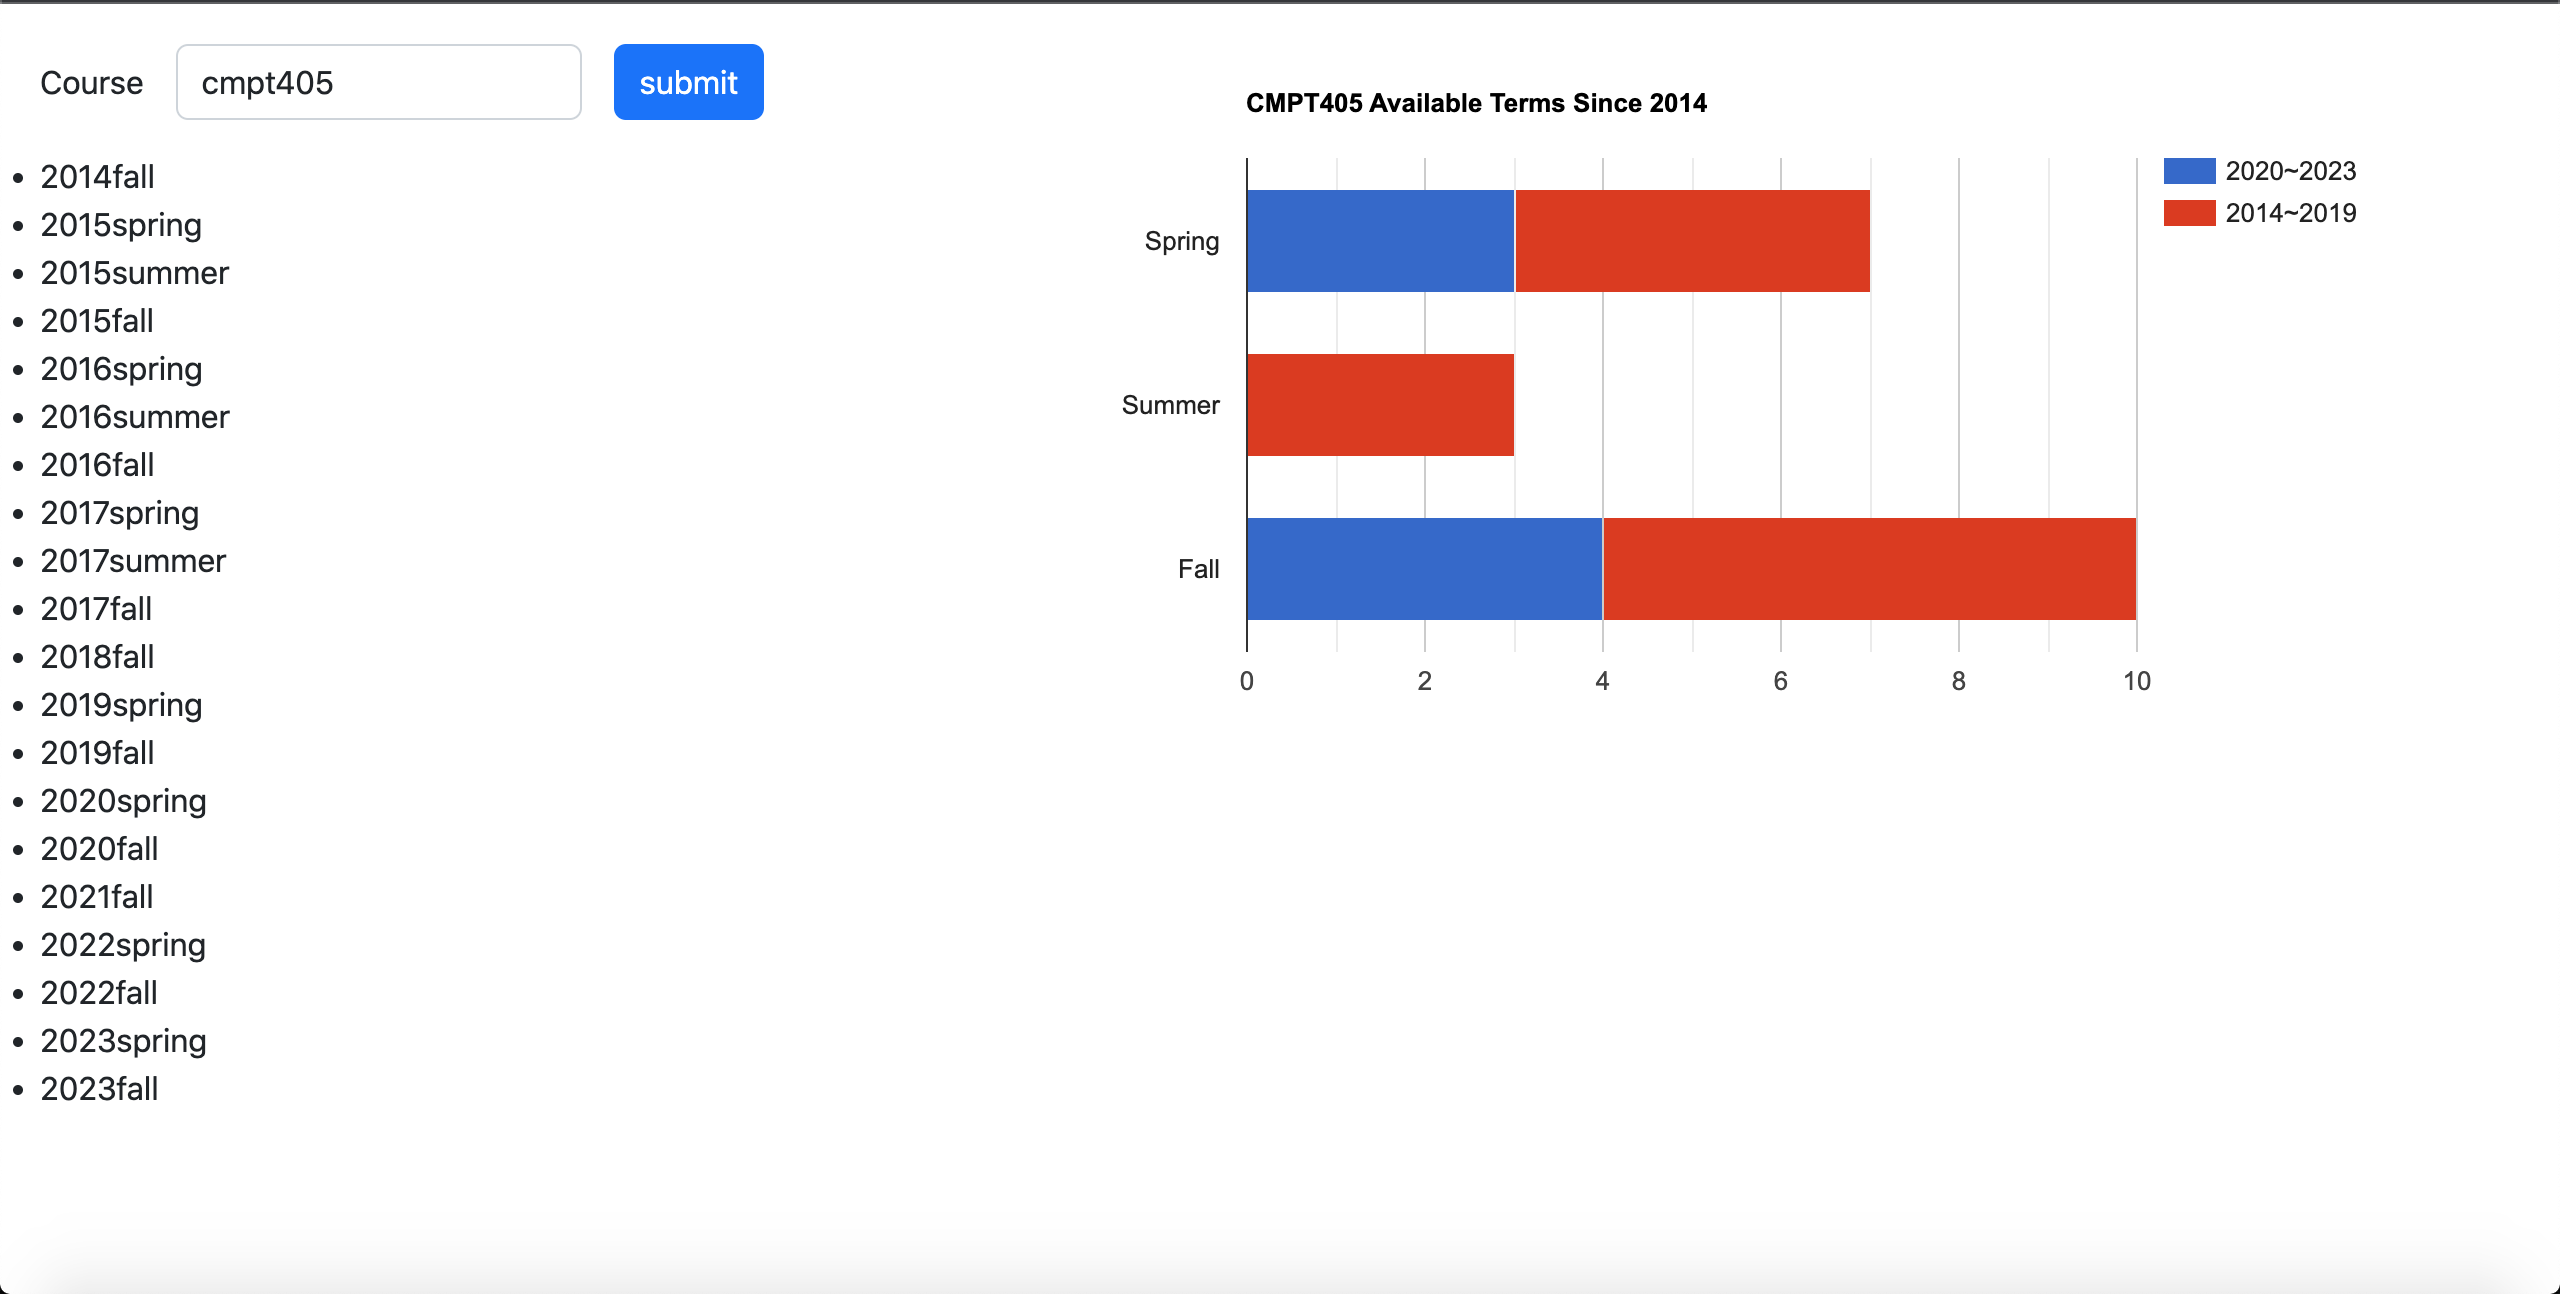 Course cmpt405 submit
2014fall
2015spring
2015summer
2015fall
2016spring
2016summer
2016fall
2017spring
2017summer
2017fall
2018fall
2019spring
2019fall
2020spring
2020fall
2021fall
2022spring
2022fall
2023spring
2023fall
CMPT405 Available Terms Since 2014
2020~2023
2014~2019
Spring
Summer
Fall
0 2 4 6 8 10